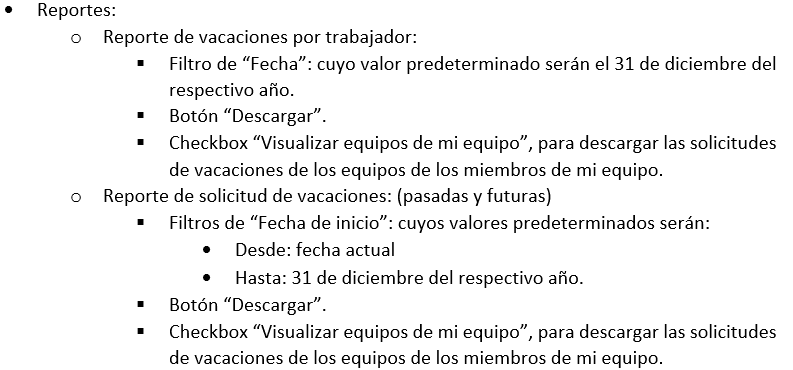 • Reportes:
o Reporte de vacaciones por trabajador:
▪ Filtro de “Fecha”: cuyo valor predeterminado serán el 31 de diciembre del
respectivo año.
▪ Botón “Descargar”.
▪ Checkbox “Visualizar equipos de mi equipo”, para descargar las solicitudes
de vacaciones de los equipos de los miembros de mi equipo.
o Reporte de solicitud de vacaciones: (pasadas y futuras)
▪ Filtros de “Fecha de inicio”: cuyos valores predeterminados serán:
• Desde: fecha actual
• Hasta: 31 de diciembre del respectivo año.
▪ Botón “Descargar”.
▪ Checkbox “Visualizar equipos de mi equipo”, para descargar las solicitudes
de vacaciones de los equipos de los miembros de mi equipo.